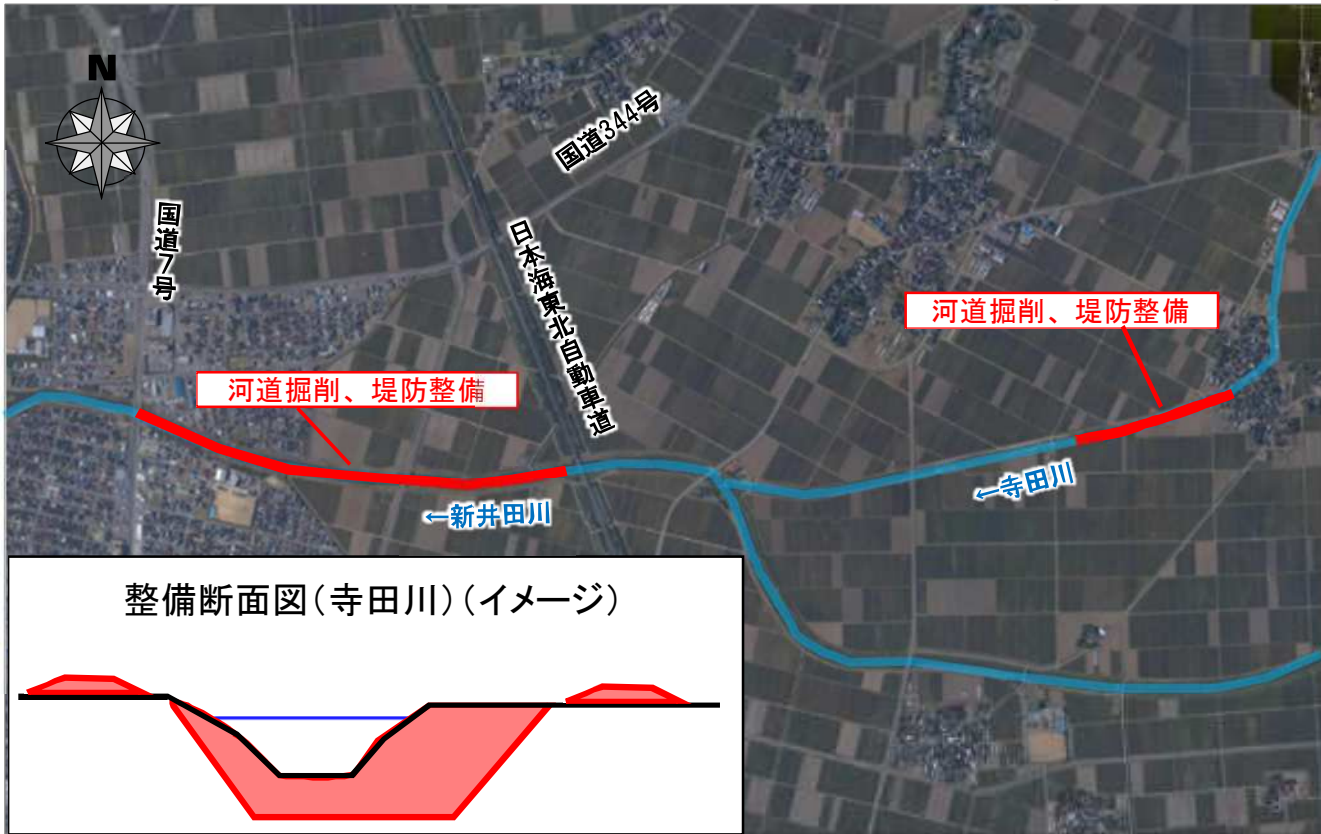 N
国道344号
国道7号
日本海東北自動車道
河道掘削、堤防整備
河道掘削、堤防整備
←寺田川
←新井田川
整備断面図(寺田川)(イメージ)